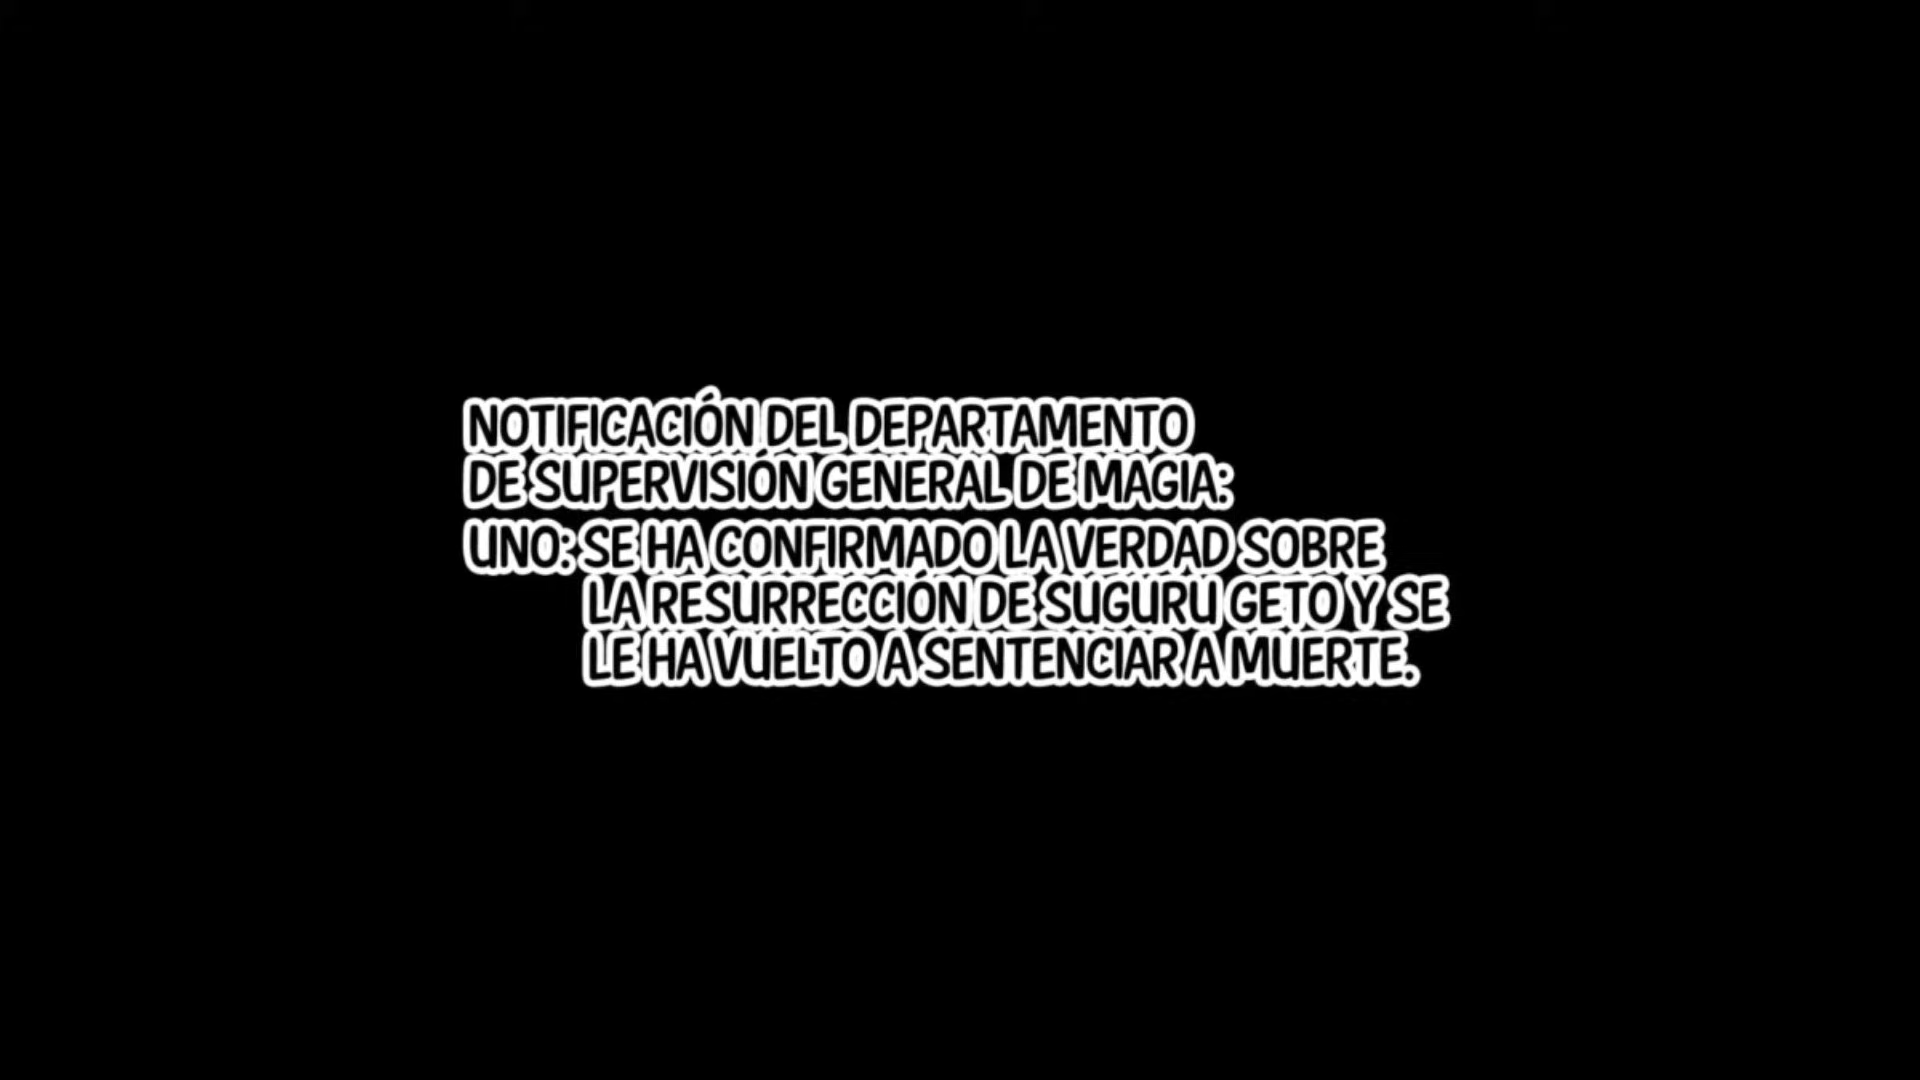 NOTIFICACIÓN DEL DEPARTAMENTO
DE SUPERVISIÓN GENERAL DE MAGIA:
UNO: SE HA CONFIRMADO LA VERDAD SOBRE
LA RESURRECCIÓN DE SUGURU GETO Y SE
LE HA VUELTO A SENTENCIAR A MUERTE.